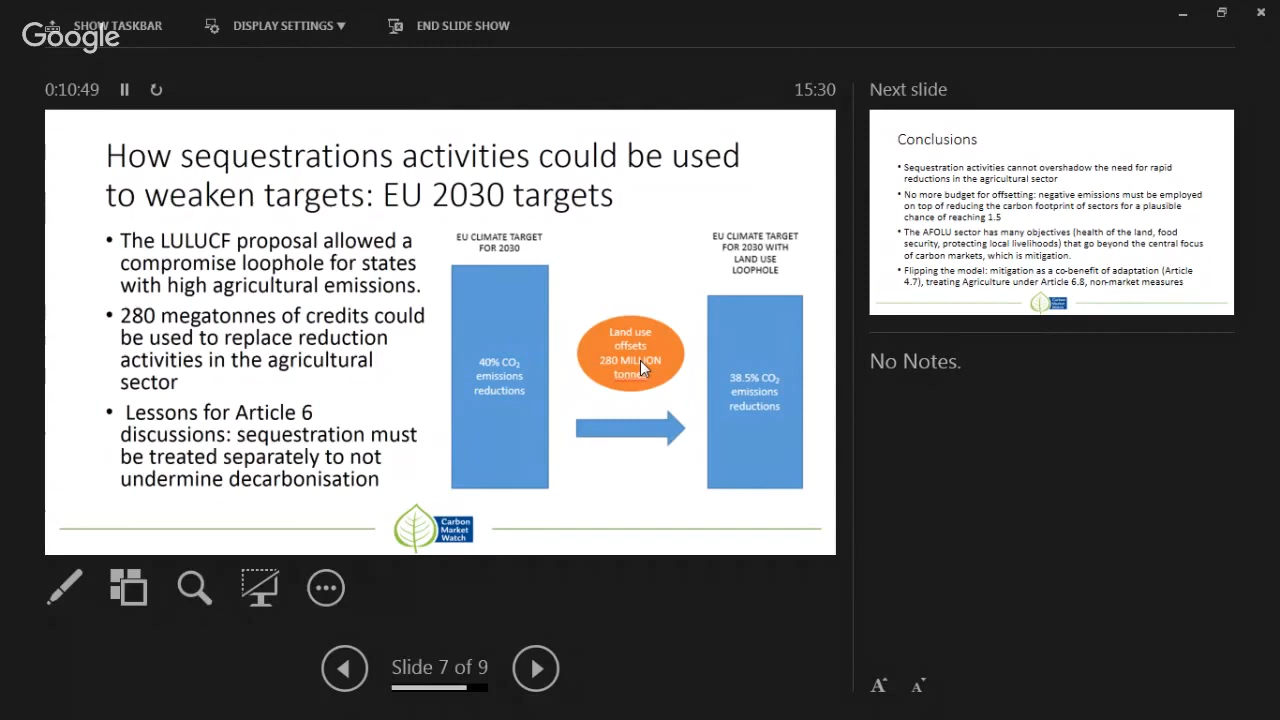 Google
SHOW TASKBAR
DISPLAY SETTINGS ▼
END SLIDE SHOW
0:10:49
15:30
How sequestrations activities could be used
to weaken targets: EU 2030 targets
• The LULUCF proposal allowed a
compromise loophole for states
with high agricultural emissions.
• 280 megatonnes of credits could
be used to replace reduction
activities in the agricultural
sector
• Lessons for Article 6
discussions: sequestration must
be treated separately to not
undermine decarbonisation
EU CLIMATE TARGET
FOR 2030
40% CO₂
emissions
reductions
Land use
offsets
280 MILLION
tonnes
EU CLIMATE TARGET
FOR 2030 WITH
LAND USE
LOOPHOLE
38.5% CO₂
emissions
reductions
Carbon
Market
Watch
Slide 7 of 9
Next slide
Conclusions
• Sequestration activities cannot overshadow the need for rapid
reductions in the agricultural sector
• No more budget for offsetting: negative emissions must be employed
on top of reducing the carbon footprint of sectors for a plausible
chance of reaching 1.5
• The AFOLU sector has many objectives (health of the land, food
security, protecting local livelihoods) that go beyond the central focus
of carbon markets, which is mitigation.
• Flipping the model: mitigation as a co-benefit of adaptation (Article
4.7), treating Agriculture under Article 6.8, non-market measures
No Notes.
A A